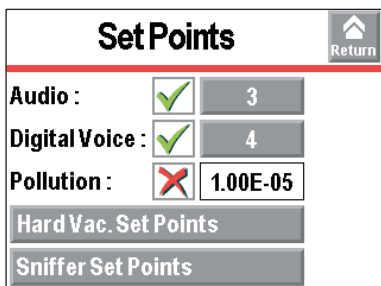 Set Points
Return
Audio : 3
Digital Voice : 4
Pollution : 1.00E-05
Hard Vac. Set Points
Sniffer Set Points